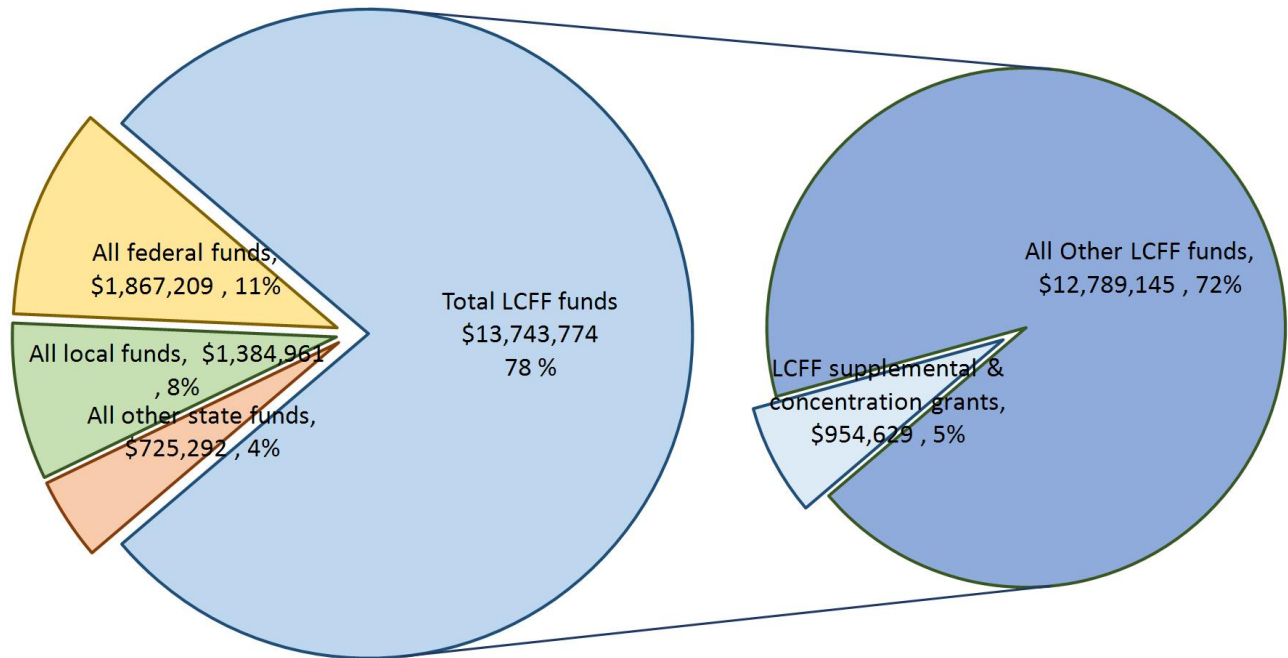 All federal funds,
$1,867,209 , 11%
All local funds, $1,384,961
, 8%
All other state funds,
$725,292 , 4%
Total LCFF funds
$13,743,774
78 %
All Other LCFF funds,
$12,789,145 , 72%
LCFF supplemental &
concentration grants,
$954,629 , 5%